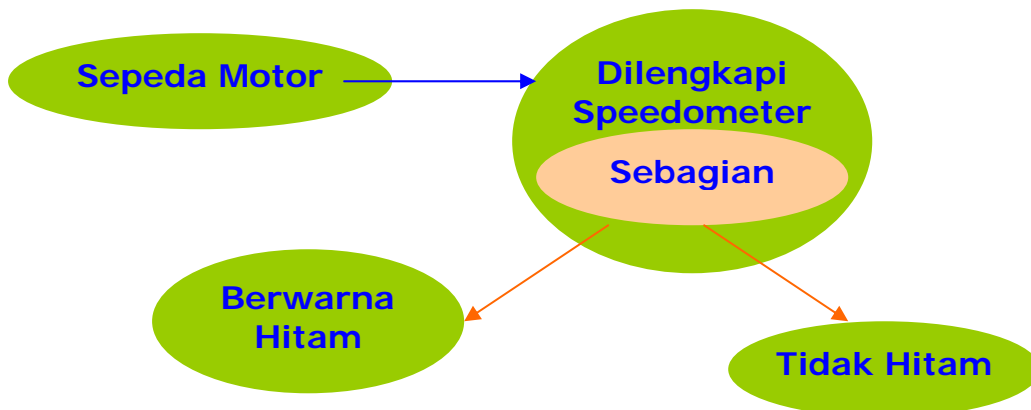 Sepeda Motor
Dilengkapi
Speedometer
Sebagian
Berwarna
Hitam
Tidak Hitam